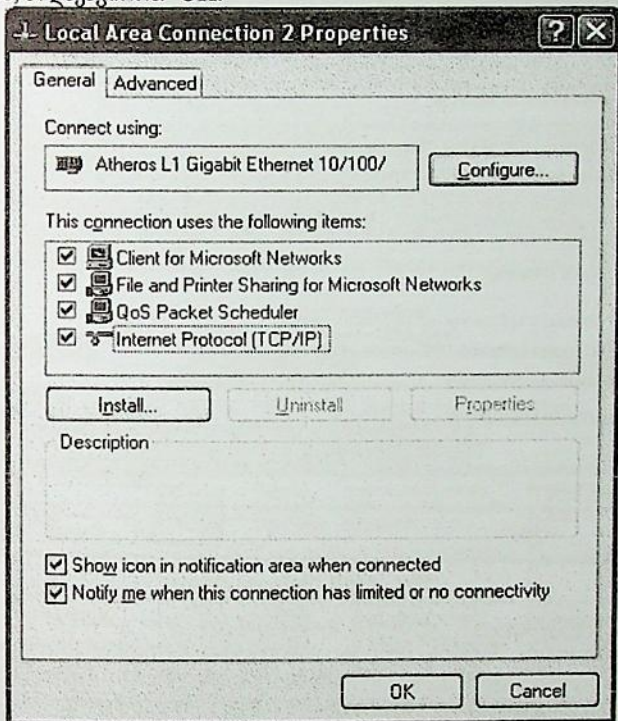 Local Area Connection 2 Properties
General
Advanced
Connect using:
Atheros L1 Gigabit Ethernet 10/100/
Configure...
This connection uses the following items:
Client for Microsoft Networks
File and Printer Sharing for Microsoft Networks
QoS Packet Scheduler
Internet Protocol (TCP/IP)
Install...
Uninstall
Properties
Description
Show icon in notification area when connected
Notify me when this connection has limited or no connectivity
OK
Cancel